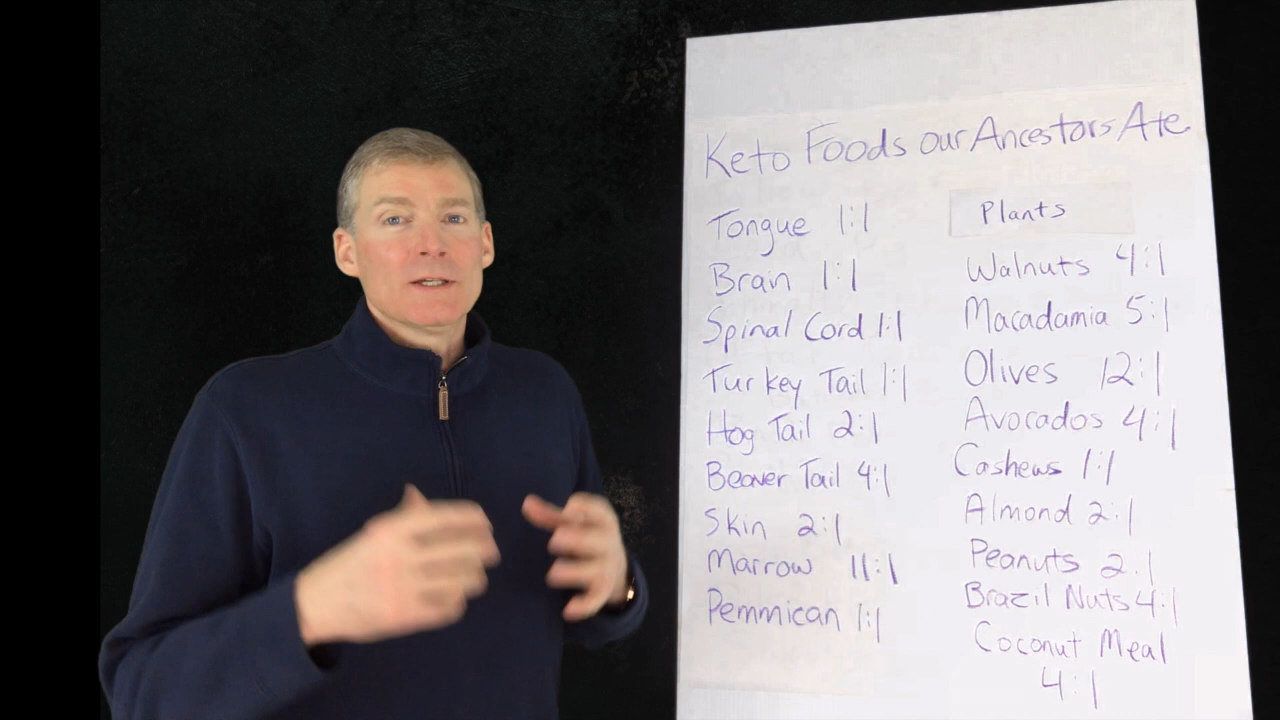 Keto Foods our Ancestors Ate
Tongue 1:1
Brain 1:1
Spinal Cord 1:1
Turkey Tail 1:1
Hog Tail 2:1
Beaver Tail 4:1
Skin 2:1
Marrow 11:1
Pemmican 1:1
Plants
Walnuts 4:1
Macadamia 5:1
Olives 12:1
Avocados 4:1
Cashews 1:1
Almond 2:1
Peanuts 2:1
Brazil Nuts 4:1
Coconut Meal
4:1